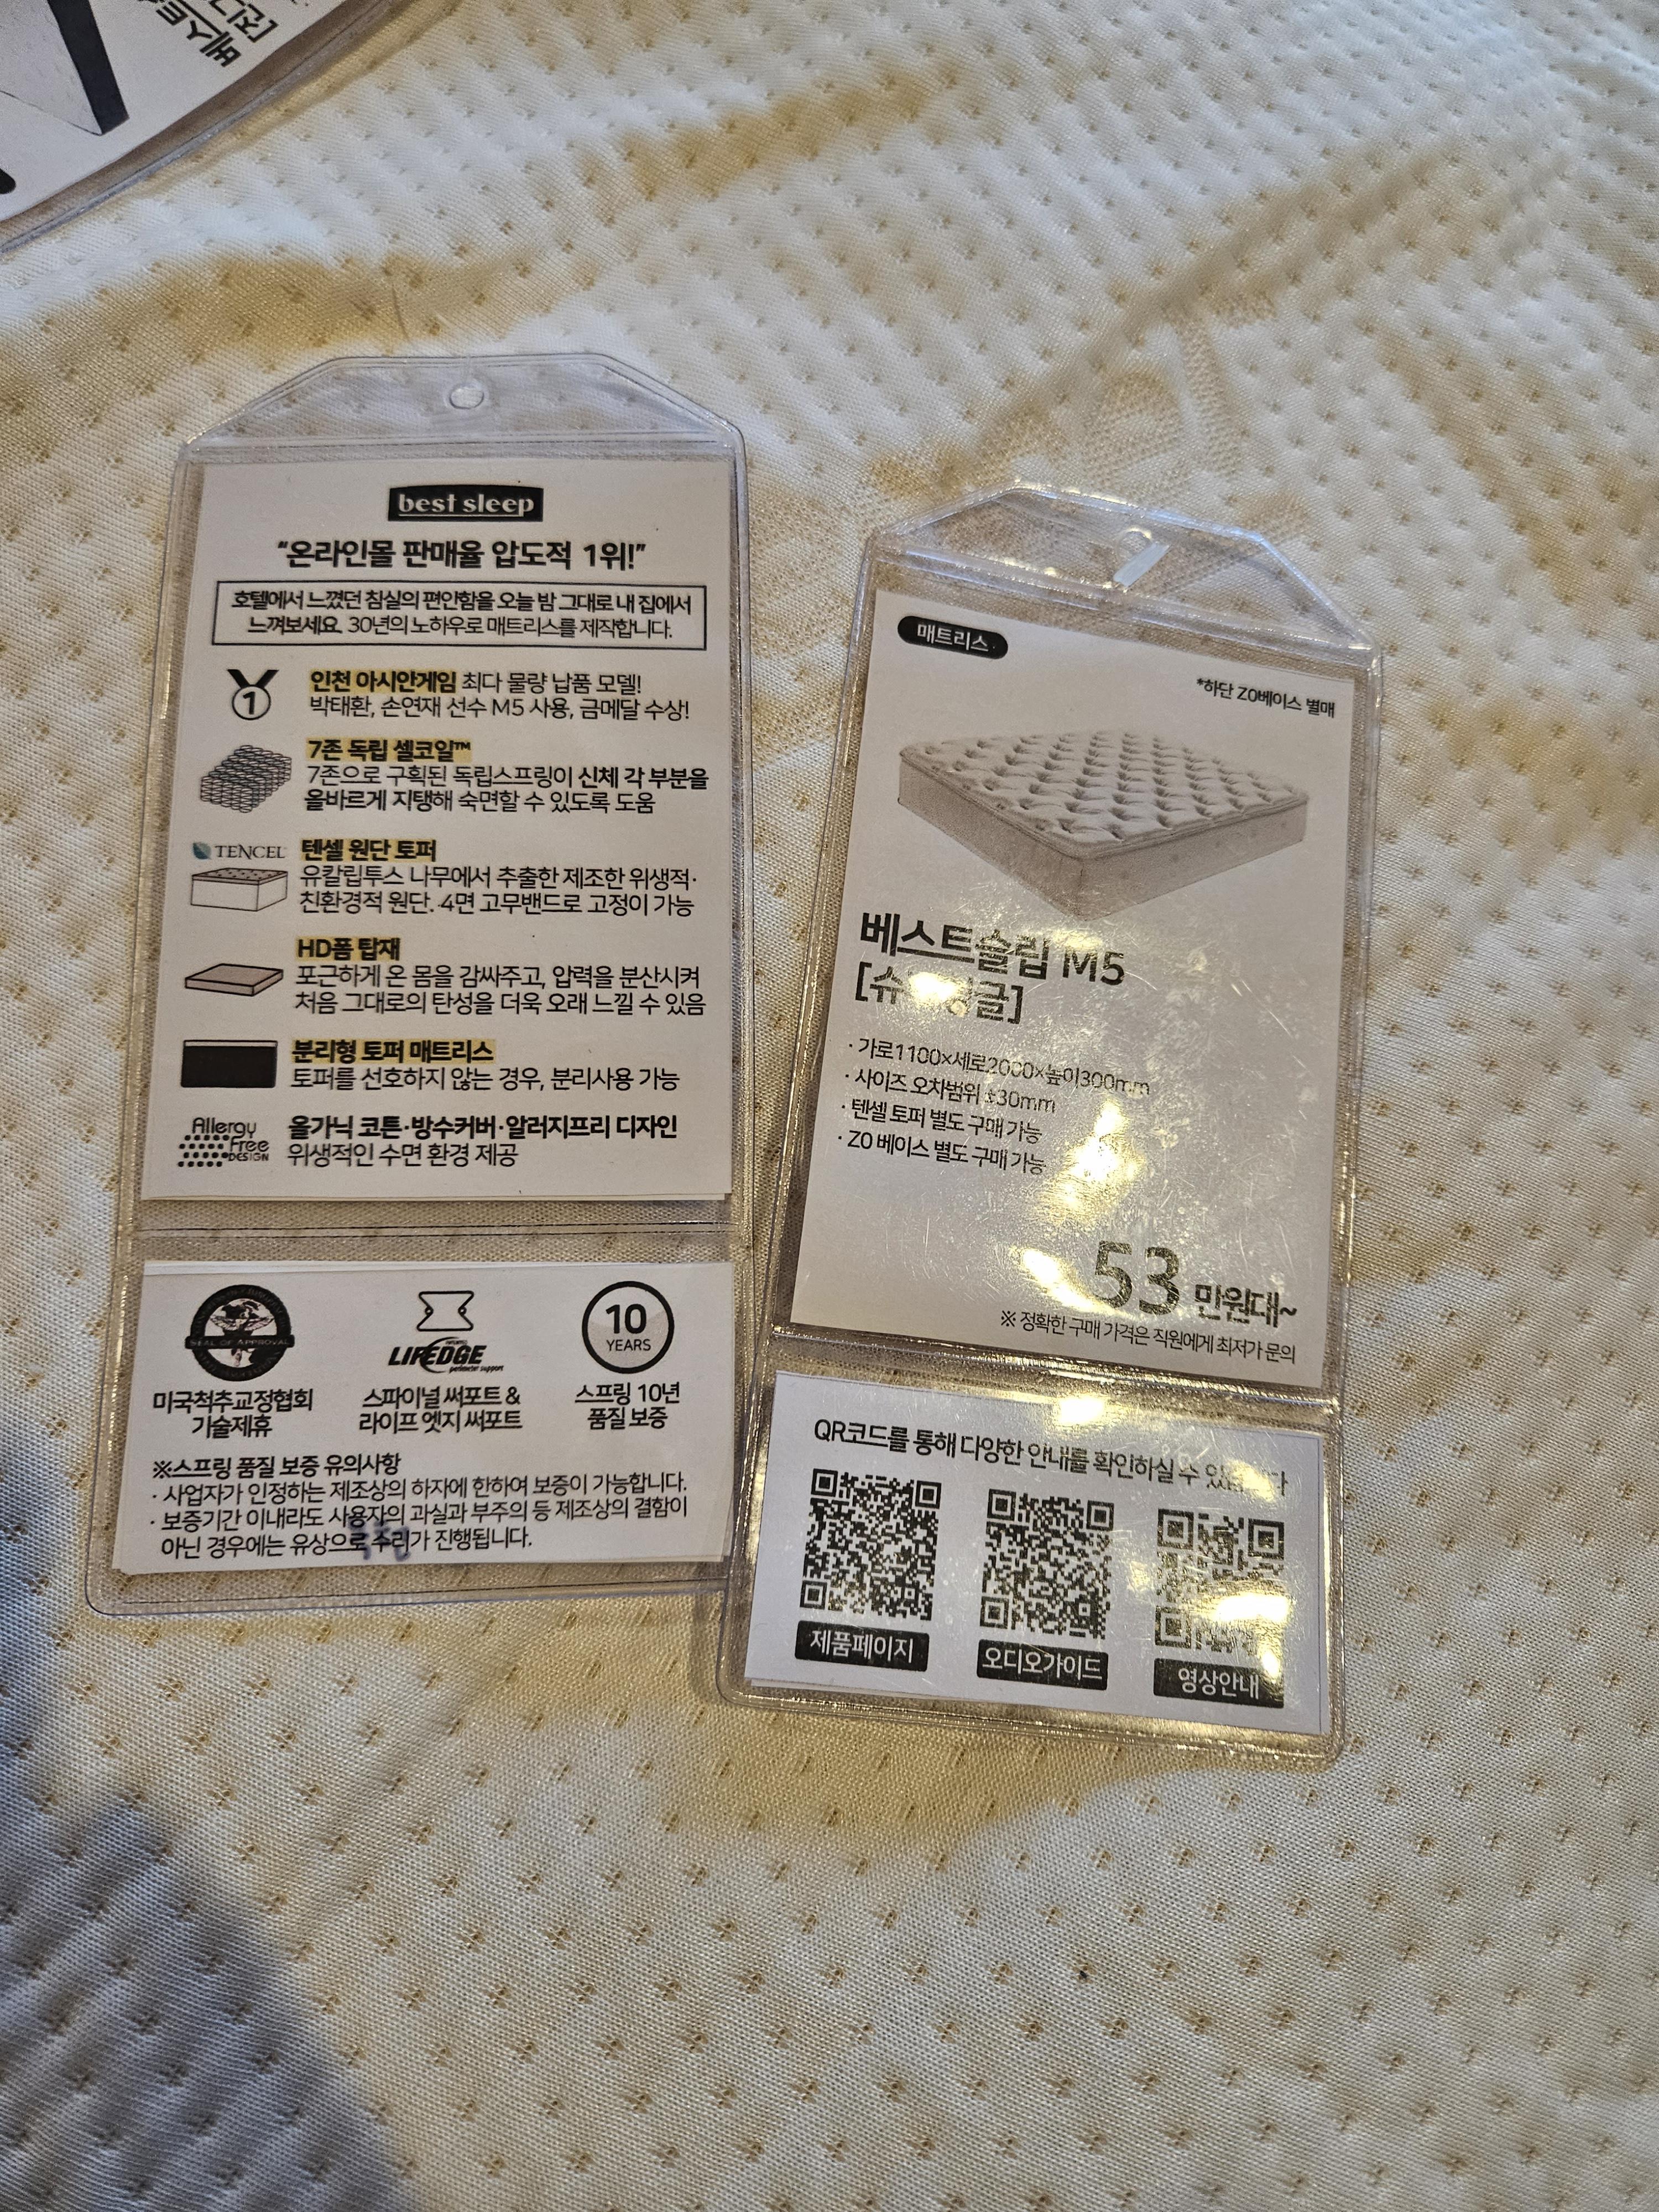 best sleep
“온라인몰 판매율 압도적 1위!”
호텔에서 느꼈던 침실의 편안함을 오늘 밤 그대로 내 집에서
느껴보세요. 30년의 노하우로 매트리스를 제작합니다.
1
인천 아시안게임 최다 물량 납품 모델!
박태환, 손연재 선수 M5 사용, 금메달 수상!
7존 독립 셀코일™
7존으로 구획된 독립스프링이 신체 각 부분을
올바르게 지탱해 숙면할 수 있도록 도움
TENCEL 텐셀 원단 토퍼
유칼립투스 나무에서 추출한 제조한 위생적·
친환경적 원단. 4면 고무밴드로 고정이 가능
HD폼 탑재
포근하게 온 몸을 감싸주고, 압력을 분산시켜
처음 그대로의 탄성을 더욱 오래 느낄 수 있음
분리형 토퍼 매트리스
토퍼를 선호하지 않는 경우, 분리사용 가능
Allergy
Free
DESIGN
올가닉 코튼·방수커버·알러지프리 디자인
위생적인 수면 환경 제공
SEAL OF APPROVAL
LIFEDGE
perimeter support
10
YEARS
미국척추교정협회
기술제휴
스파이널 써포트 &
라이프 엣지 써포트
스프링 10년
품질 보증
※스프링 품질 보증 유의사항
· 사업자가 인정하는 제조상의 하자에 한하여 보증이 가능합니다.
· 보증기간 이내라도 사용자의 과실과 부주의 등 제조상의 결함이
아닌 경우에는 유상으로 수리가 진행됩니다.
매트리스
*하단 Z0베이스 별매
베스트슬립 M5
· 가로1100×세로2000×높이300mm
· 사이즈 오차범위 ±30mm
· 텐셀 토퍼 별도 구매 가능
· Z0 베이스 별도 구매 가능
53 만원대~
※ 정확한 구매 가격은 직원에게 최저가 문의
QR코드를 통해 다양한 안내를 확인하실 수
제품페이지
오디오가이드
영상안내